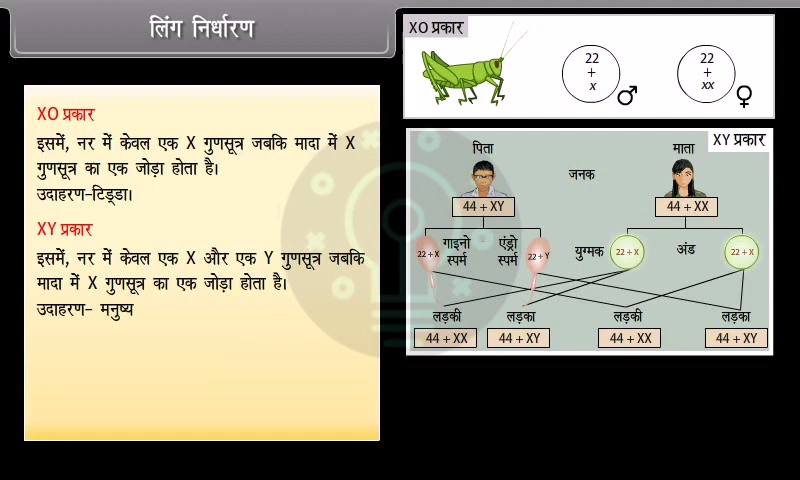 लिंग निर्धारण
XO प्रकार
इसमें, नर में केवल एक X गुणसूत्र जबकि मादा में X
गुणसूत्र का एक जोड़ा होता है।
उदाहरण-टिड्डा।
XY प्रकार
इसमें, नर में केवल एक X और एक Y गुणसूत्र जबकि
मादा में X गुणसूत्र का एक जोड़ा होता है।
उदाहरण- मनुष्य
XO प्रकार
22 22
+ +
x xx
XY प्रकार
पिता माता
जनक
44 + XY 44 + XX
गाइनो एंड्रो युग्मक अंड
22 + X स्पर्म स्पर्म 22 + Y 22 + X 22 + X
लड़की लड़का लड़की लड़का
44 + XX 44 + XY 44 + XX 44 + XY